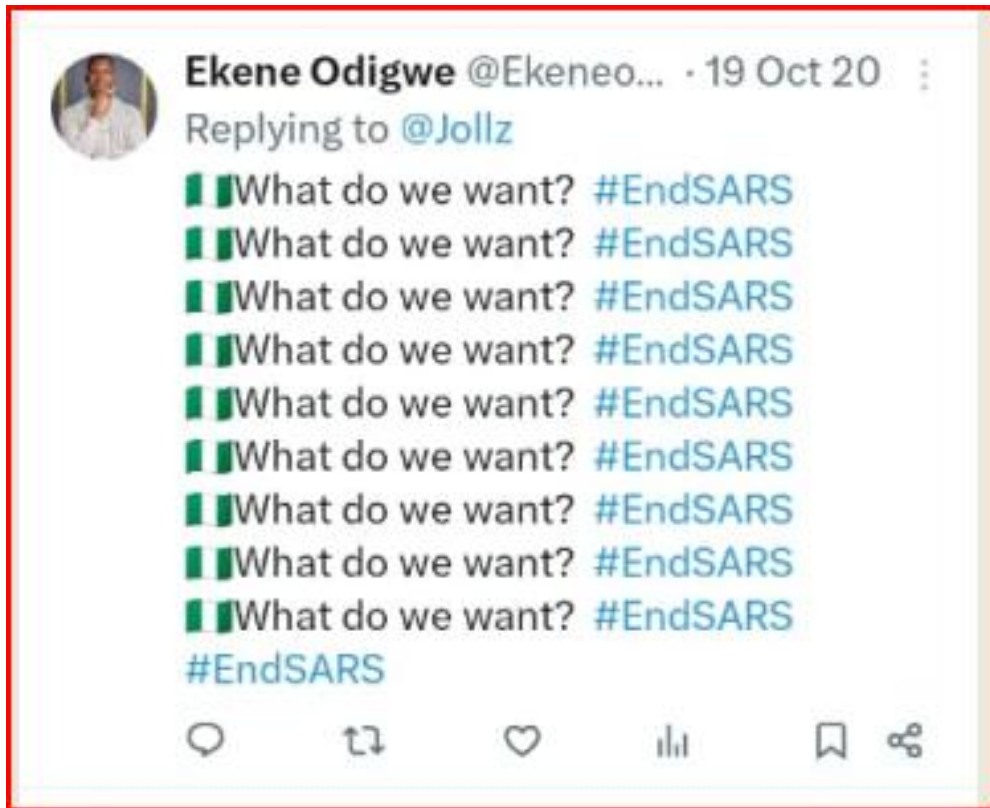 Ekene Odigwe @Ekeneo... · 19 Oct 20
Replying to @Jollz
🇳🇬What do we want? #EndSARS
🇳🇬What do we want? #EndSARS
🇳🇬What do we want? #EndSARS
🇳🇬What do we want? #EndSARS
🇳🇬What do we want? #EndSARS
🇳🇬What do we want? #EndSARS
🇳🇬What do we want? #EndSARS
🇳🇬What do we want? #EndSARS
🇳🇬What do we want? #EndSARS
#EndSARS